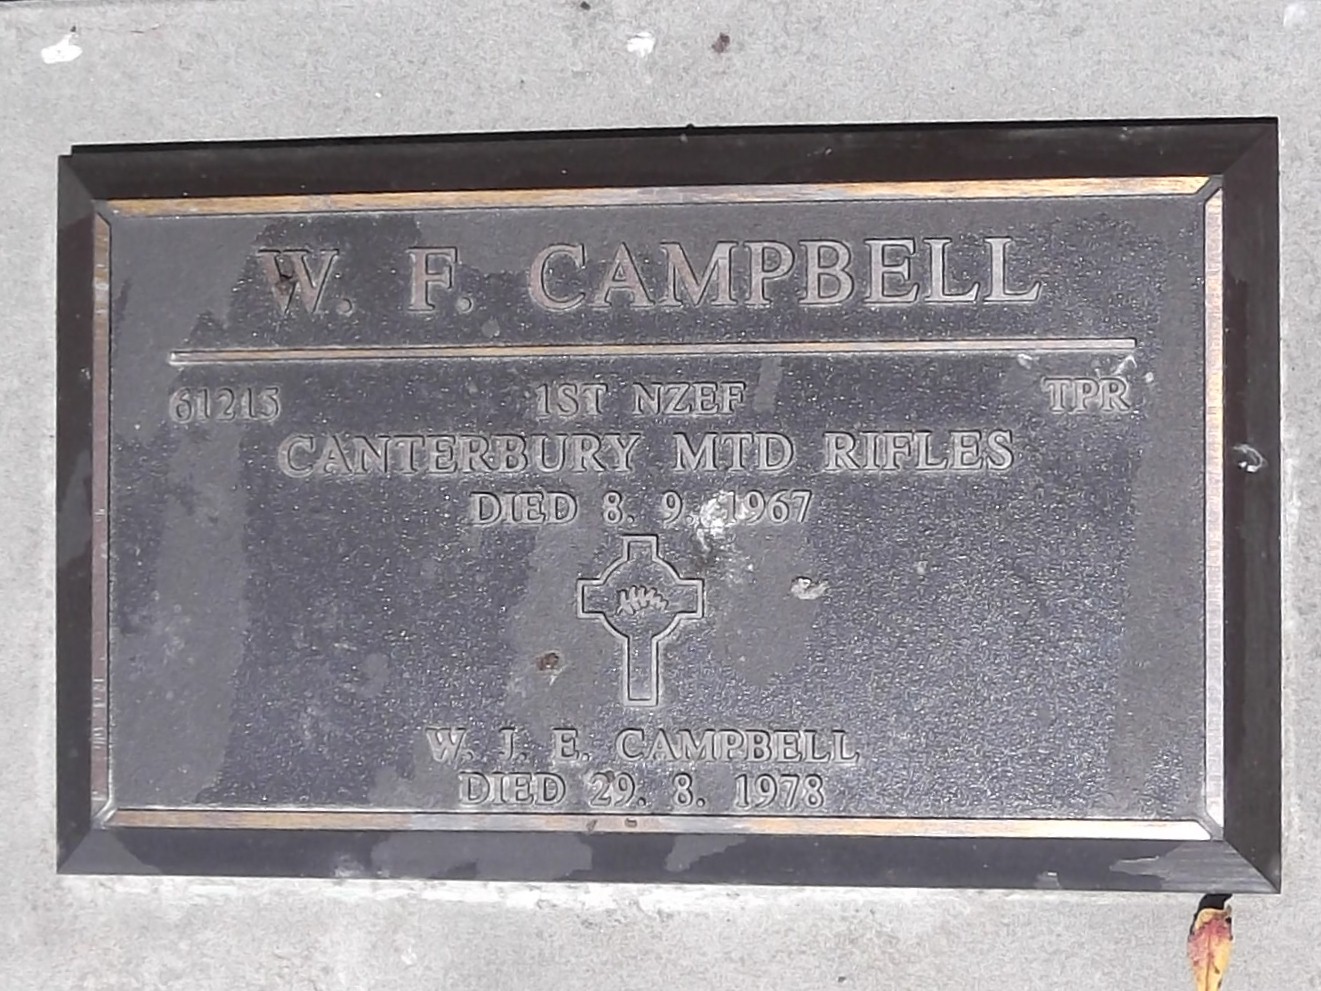 W. F. CAMPBELL
61215 1ST NZEF TPR
CANTERBURY MTD RIFLES
DIED 8. 9. 1967
W. J. E. CAMPBELL
DIED 29. 8. 1978